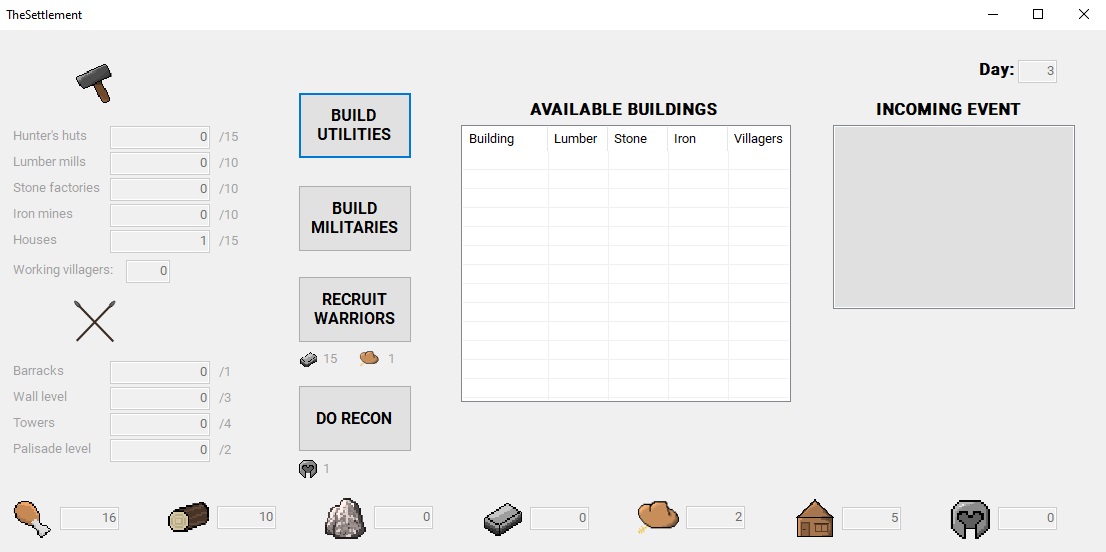 TheSettlement
Day: 3
BUILD
UTILITIES
AVAILABLE BUILDINGS
INCOMING EVENT
Hunter's huts 0 /15
Lumber mills 0 /10
Stone factories 0 /10
Iron mines 0 /10
Houses 1 /15
Working villagers: 0
Building Lumber Stone Iron Villagers
BUILD
MILITARIES
RECRUIT
WARRIORS
15 1
Barracks 0 /1
Wall level 0 /3
Towers 0 /4
Palisade level 0 /2
DO RECON
1
16 10 0 0 2 5 0